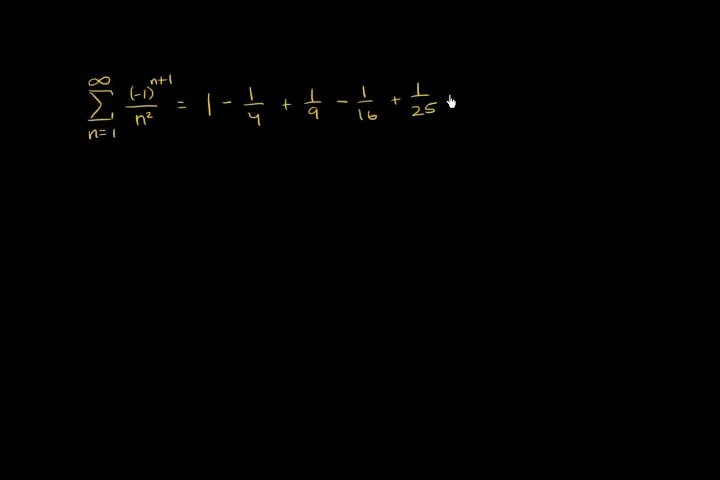 ∞∑n=1 (-1)^(n+1)/n² = 1 - 1/4 + 1/9 - 1/16 + 1/25